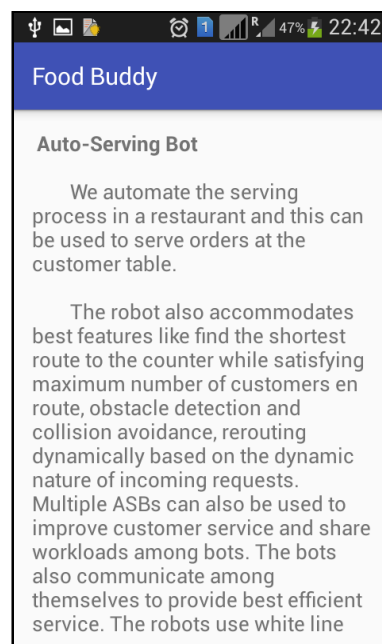 1 R 47% 22:42
Food Buddy
Auto-Serving Bot
We automate the serving
process in a restaurant and this can
be used to serve orders at the
customer table.
The robot also accommodates
best features like find the shortest
route to the counter while satisfying
maximum number of customers en
route, obstacle detection and
collision avoidance, rerouting
dynamically based on the dynamic
nature of incoming requests.
Multiple ASBs can also be used to
improve customer service and share
workloads among bots. The bots
also communicate among
themselves to provide best efficient
service. The robots use white line